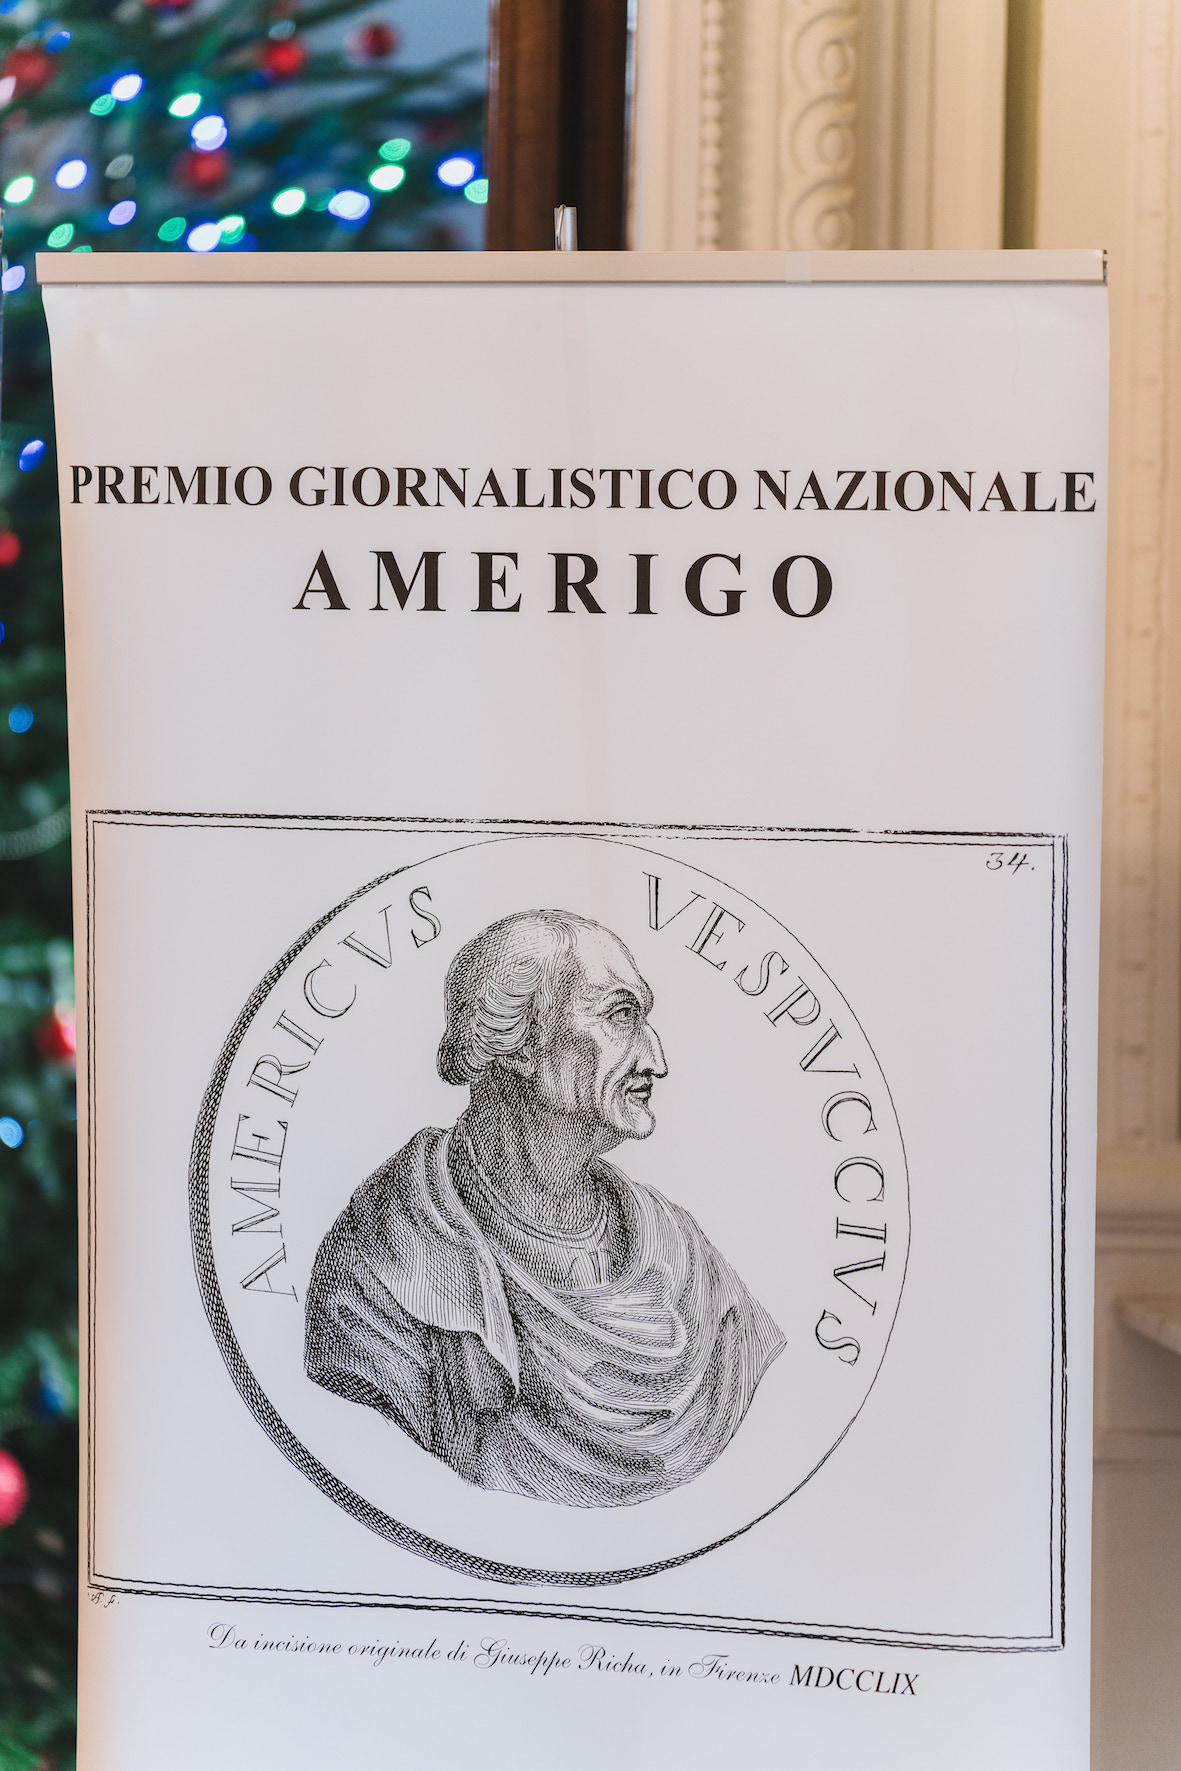 PREMIO GIORNALISTICO NAZIONALE
AMERIGO
34.
AMERICVS VESPVCCIVS
Da incisione originale di Giuseppe Richa, in Firenze MDCCLIX